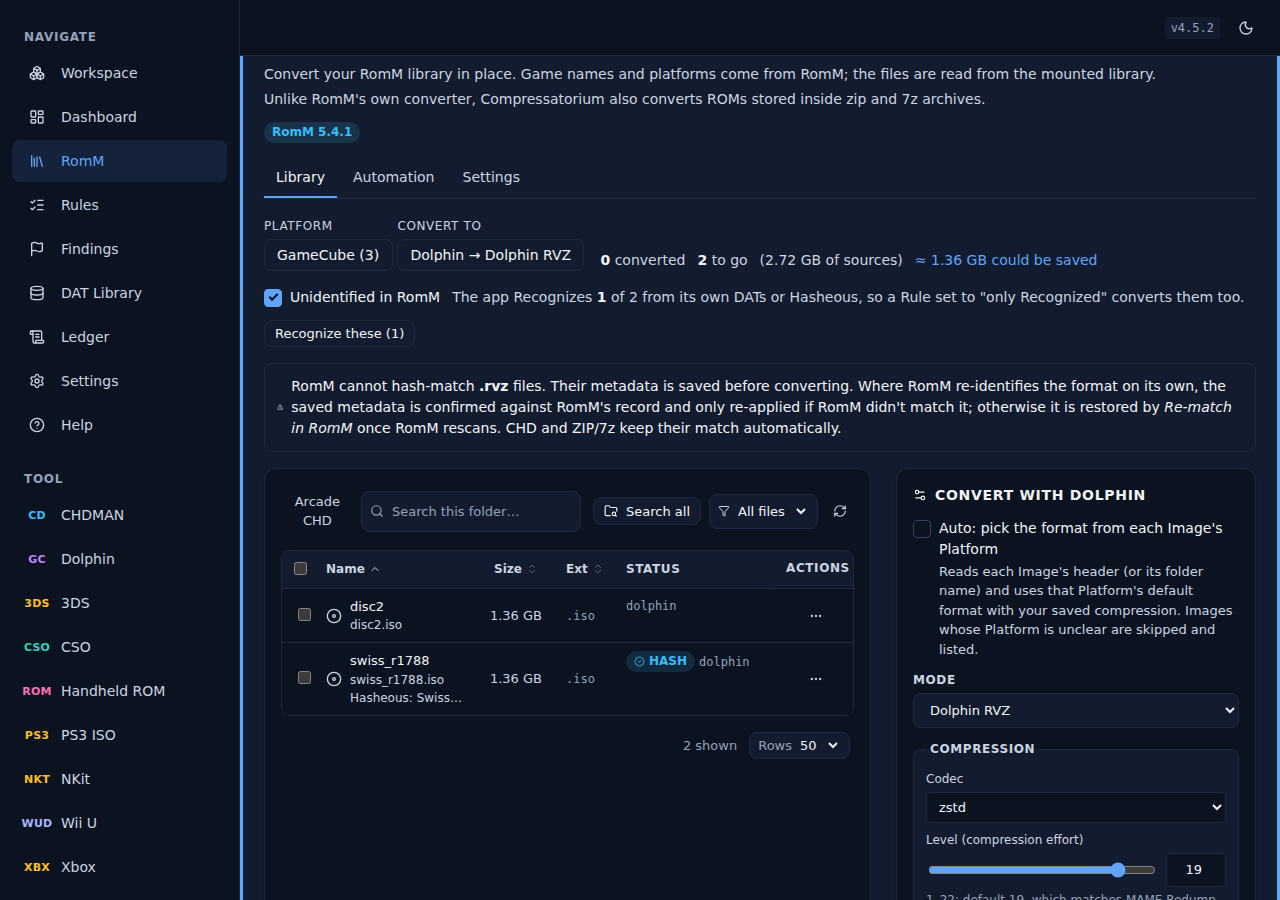 NAVIGATE
Workspace
Dashboard
RomM
Rules
Findings
DAT Library
Ledger
Settings
Help
TOOL
CD CHDMAN
GC Dolphin
3DS 3DS
CSO CSO
ROM Handheld ROM
PS3 PS3 ISO
NKT NKit
WUD Wii U
XBX Xbox
v4.5.2
Convert your RomM library in place. Game names and platforms come from RomM; the files are read from the mounted library.
Unlike RomM's own converter, Compressatorium also converts ROMs stored inside zip and 7z archives.
RomM 5.4.1
Library Automation Settings
PLATFORM CONVERT TO
GameCube (3) Dolphin → Dolphin RVZ 0 converted 2 to go (2.72 GB of sources) ≈ 1.36 GB could be saved
Unidentified in RomM The app Recognizes 1 of 2 from its own DATs or Hasheous, so a Rule set to "only Recognized" converts them too.
Recognize these (1)
RomM cannot hash-match .rvz files. Their metadata is saved before converting. Where RomM re-identifies the format on its own, the
saved metadata is confirmed against RomM's record and only re-applied if RomM didn't match it; otherwise it is restored by Re-match
in RomM once RomM rescans. CHD and ZIP/7z keep their match automatically.
Arcade
CHD
Search this folder…
Search all
All files
Name Size Ext STATUS ACTIONS
disc2
disc2.iso
1.36 GB .iso dolphin
swiss_r1788
swiss_r1788.iso
Hasheous: Swiss…
1.36 GB .iso HASH dolphin
2 shown Rows 50
CONVERT WITH DOLPHIN
Auto: pick the format from each Image's
Platform
Reads each Image's header (or its folder
name) and uses that Platform's default
format with your saved compression. Images
whose Platform is unclear are skipped and
listed.
MODE
Dolphin RVZ
COMPRESSION
Codec
zstd
Level (compression effort)
19
1–22; default 19, which matches MAME Redump